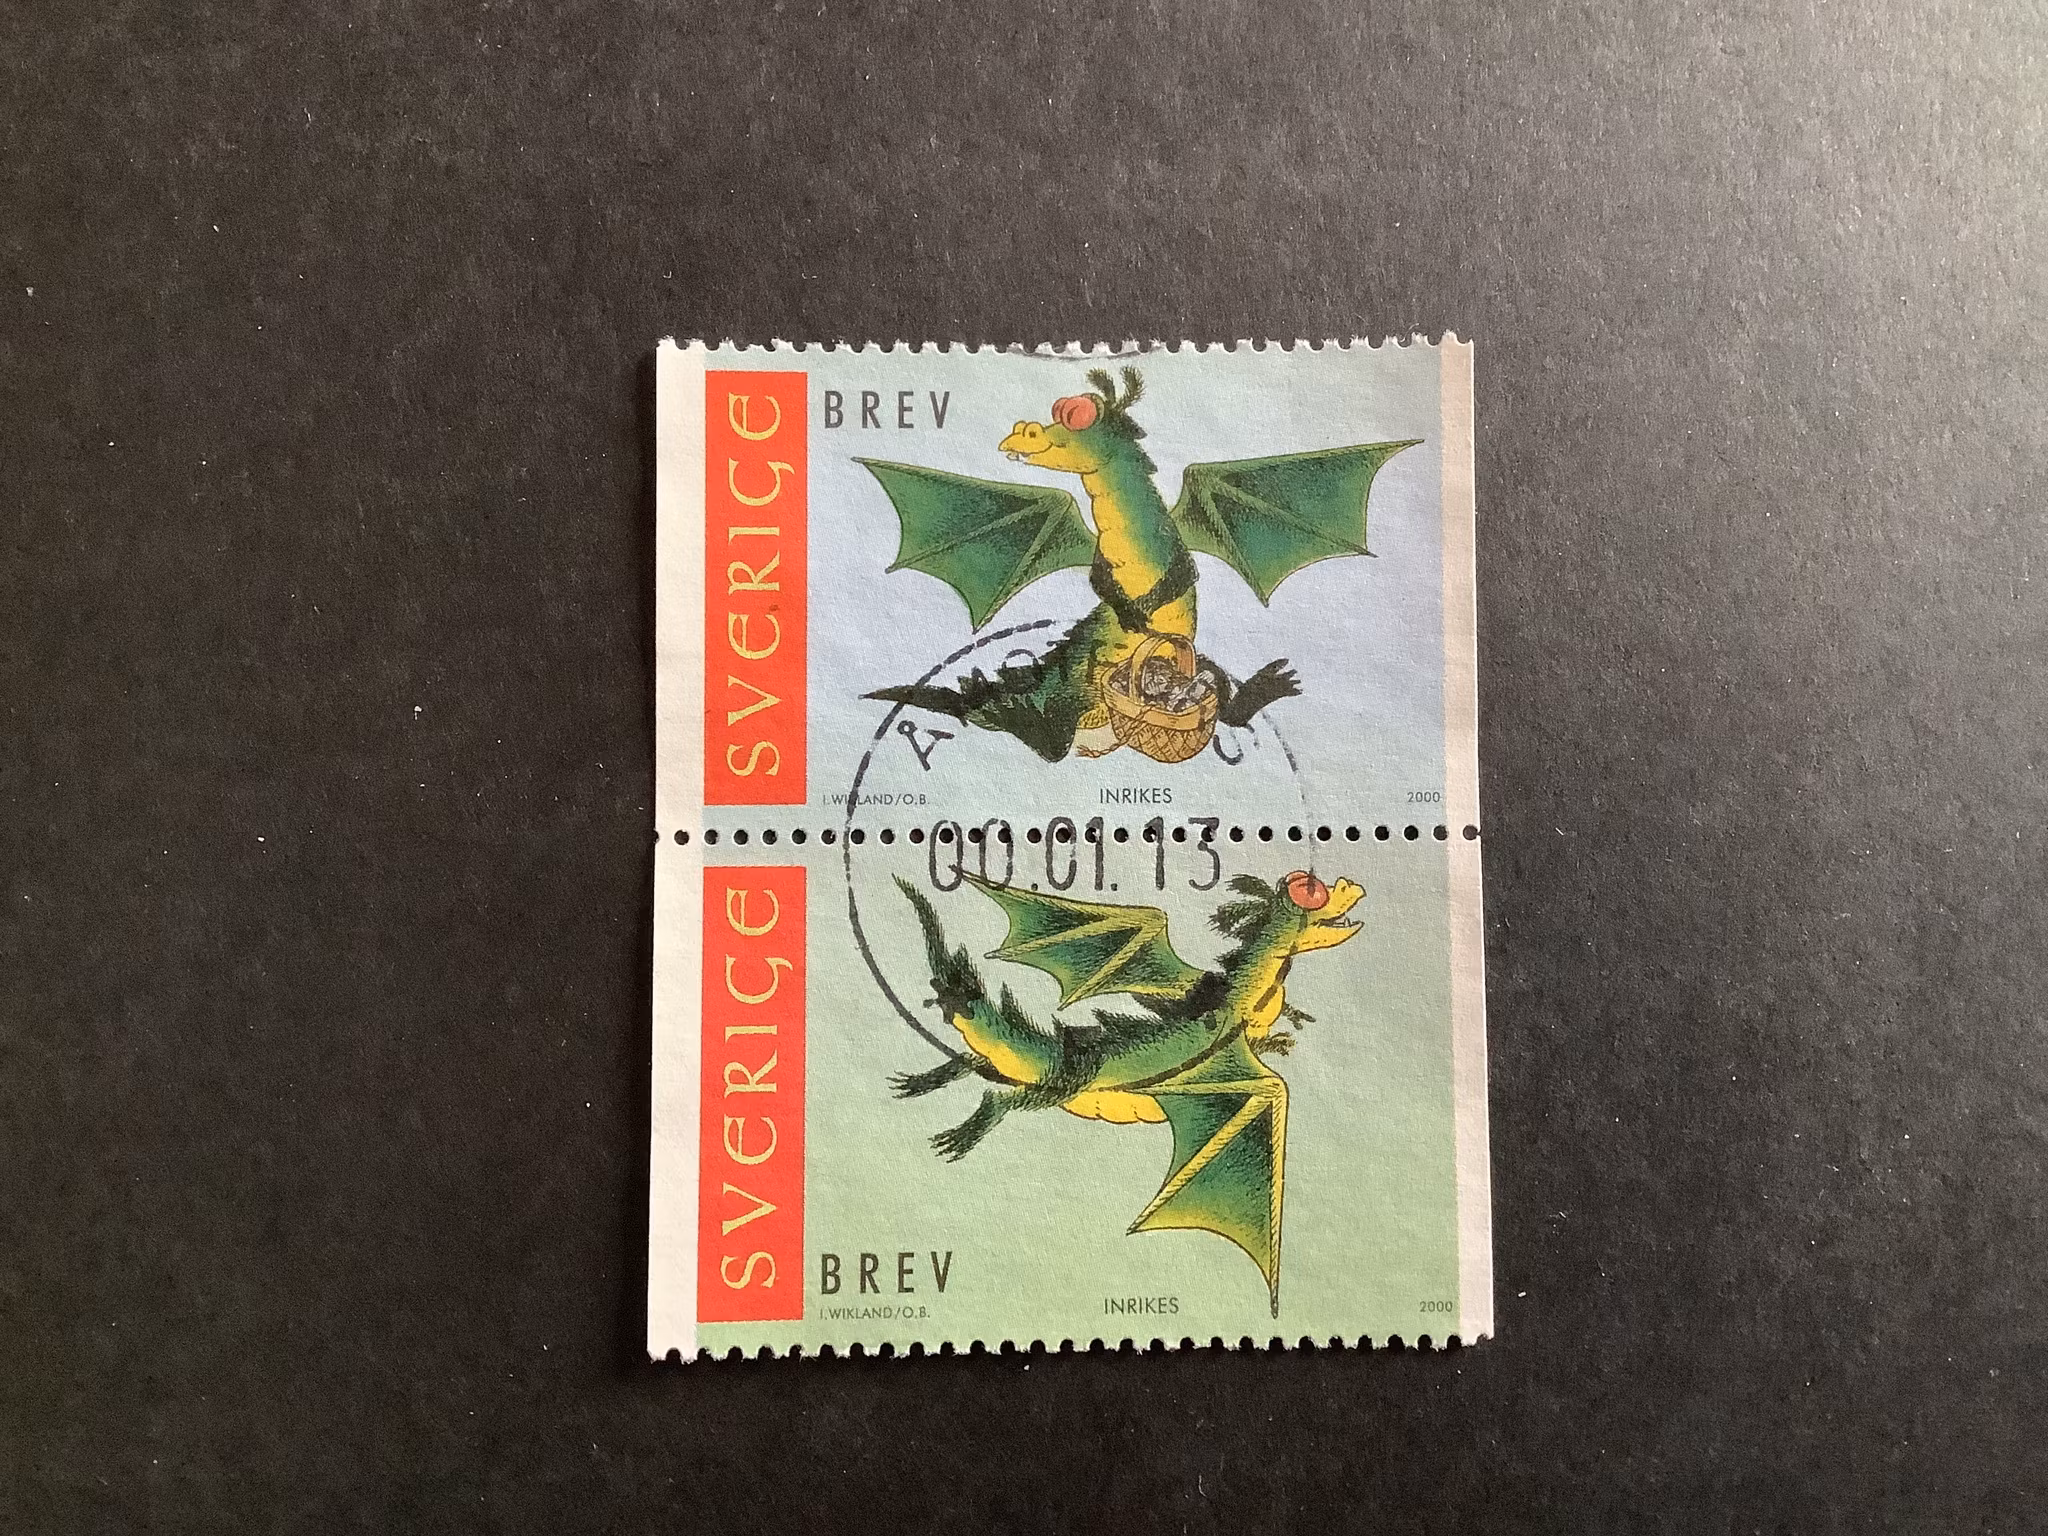 SVERIGE
BREV
I.WIKLAND/O.B.
INRIKES
2000
00.01.13
SVERIGE
BREV
I.WIKLAND/O.B.
INRIKES
2000